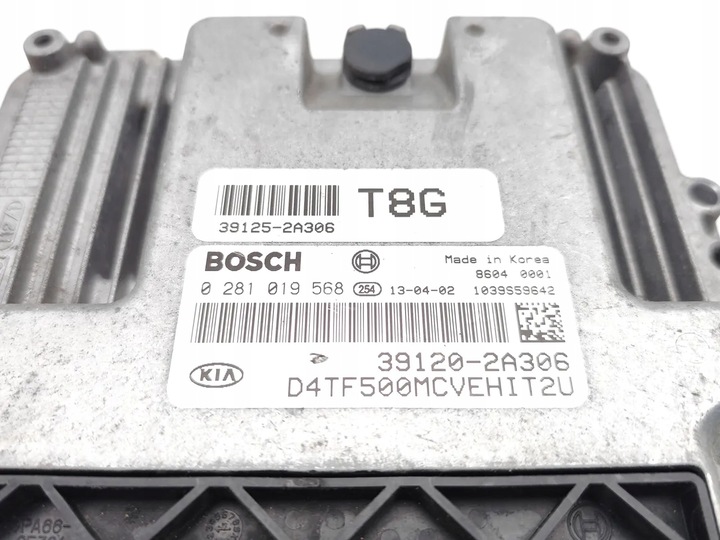 T8G
39125-2A306
BOSCH
Made in Korea
8604 0001
0 281 019 568 254 13-04-02 1039S59642
39120-2A306
KIA
D4TF500MCVEHIT2U